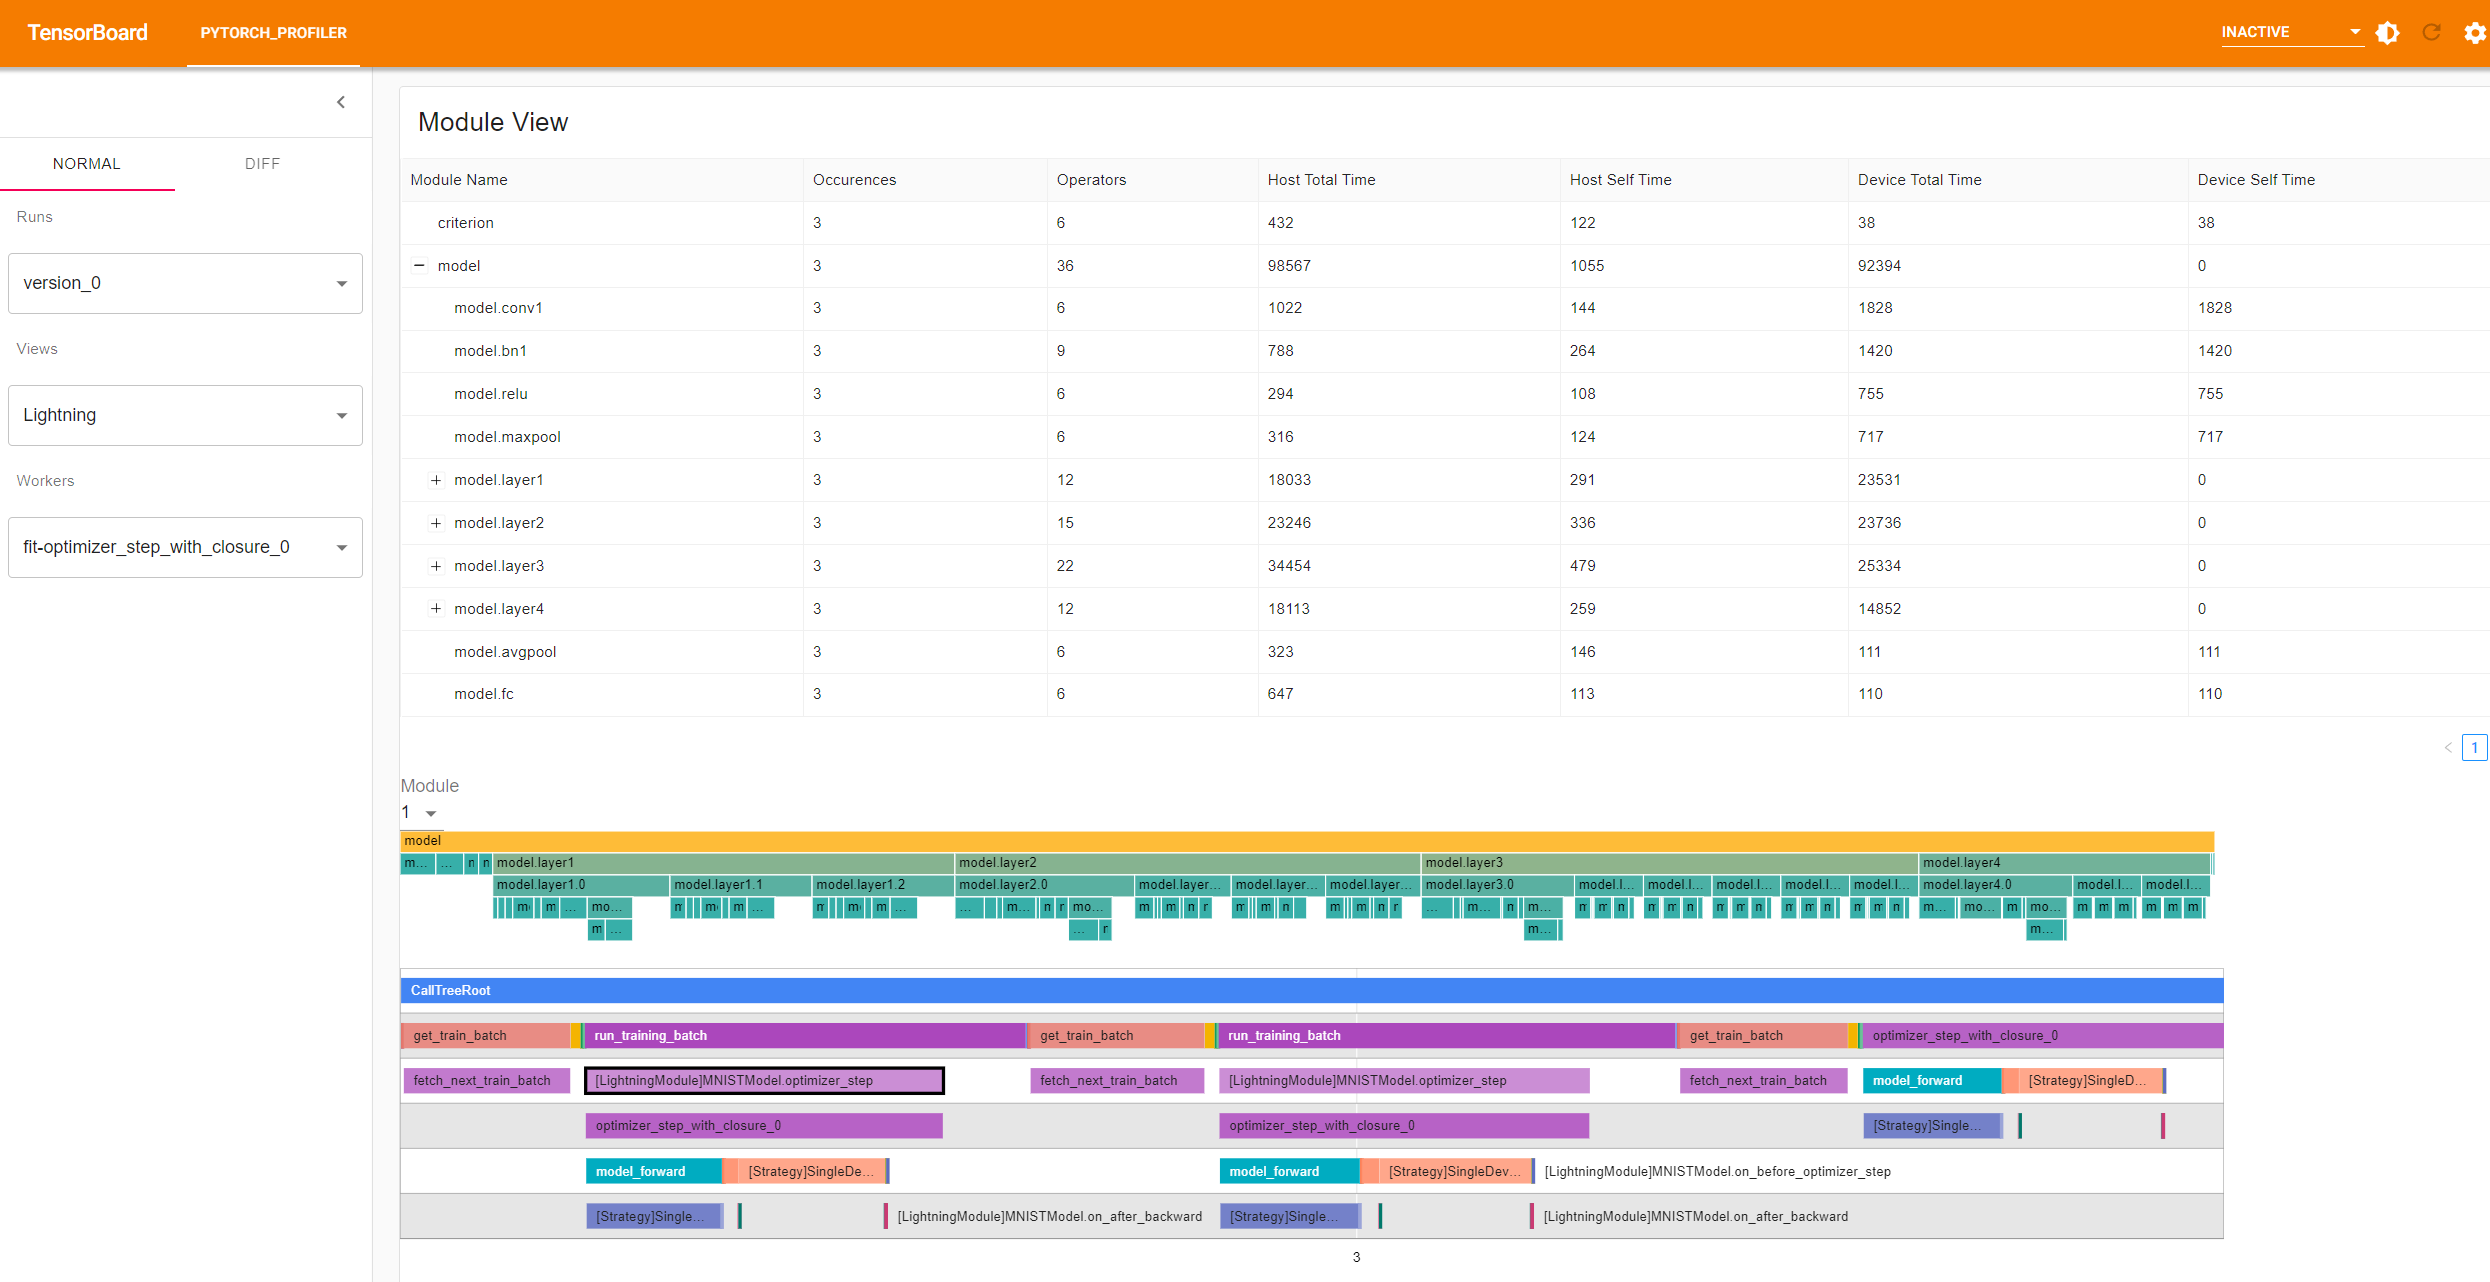 TensorBoard PYTORCH_PROFILER INACTIVE
NORMAL DIFF
Runs
version_0
Views
Lightning
Workers
fit-optimizer_step_with_closure_0
Module View
Module Name Occurences Operators Host Total Time Host Self Time Device Total Time Device Self Time
criterion 3 6 432 122 38 38
model 3 36 98567 1055 92394 0
model.conv1 3 6 1022 144 1828 1828
model.bn1 3 9 788 264 1420 1420
model.relu 3 6 294 108 755 755
model.maxpool 3 6 316 124 717 717
model.layer1 3 12 18033 291 23531 0
model.layer2 3 15 23246 336 23736 0
model.layer3 3 22 34454 479 25334 0
model.layer4 3 12 18113 259 14852 0
model.avgpool 3 6 323 146 111 111
model.fc 3 6 647 113 110 110
1
Module
1
model
m... ... n n model.layer1 model.layer2 model.layer3 model.layer4
model.layer1.0 model.layer1.1 model.layer1.2 model.layer2.0 model.layer... model.layer... model.layer... model.layer3.0 model.l... model.l... model.l... model.l... model.l... model.layer4.0 model.l... model.l...
CallTreeRoot
get_train_batch run_training_batch get_train_batch run_training_batch get_train_batch optimizer_step_with_closure_0
fetch_next_train_batch [LightningModule]MNISTModel.optimizer_step fetch_next_train_batch [LightningModule]MNISTModel.optimizer_step fetch_next_train_batch model_forward [Strategy]SingleD...
optimizer_step_with_closure_0 optimizer_step_with_closure_0 [Strategy]Single...
model_forward [Strategy]SingleDe... model_forward [Strategy]SingleDev... [LightningModule]MNISTModel.on_before_optimizer_step
[Strategy]Single... [LightningModule]MNISTModel.on_after_backward [Strategy]Single... [LightningModule]MNISTModel.on_after_backward
3